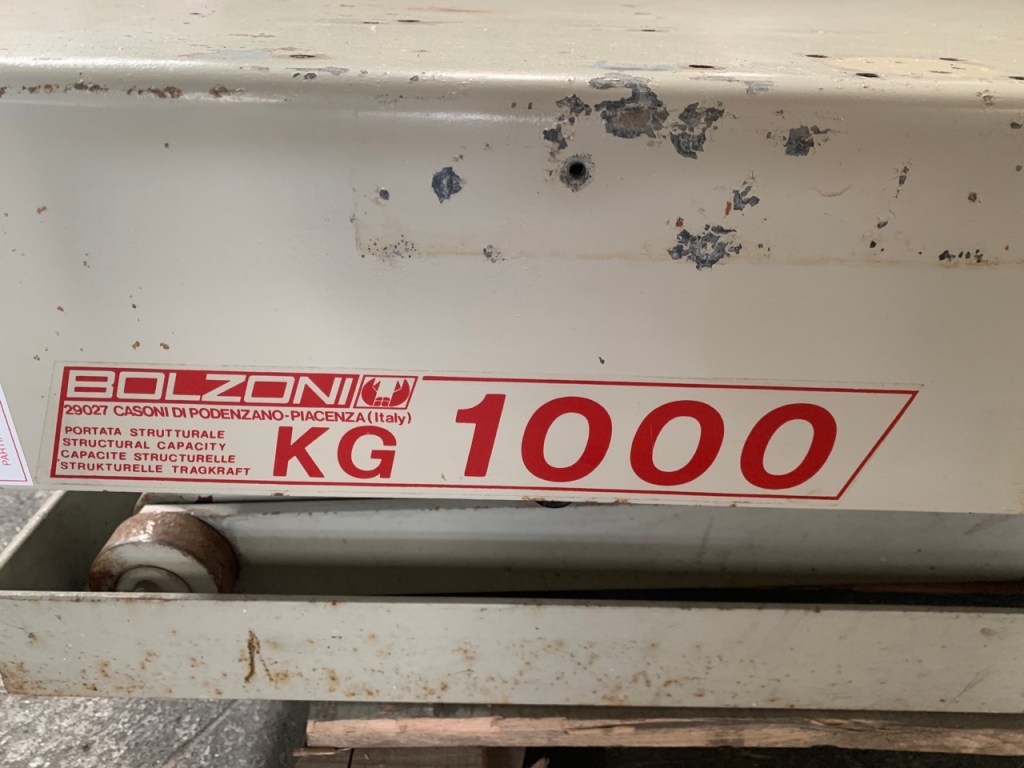 BOLZONI
29027 CASONI DI PODENZANO-PIACENZA (Italy)
PORTATA STRUTTURALE
STRUCTURAL CAPACITY
CAPACITE STRUCTURELLE
STRUKTURELLE TRAGKRAFT
KG 1000